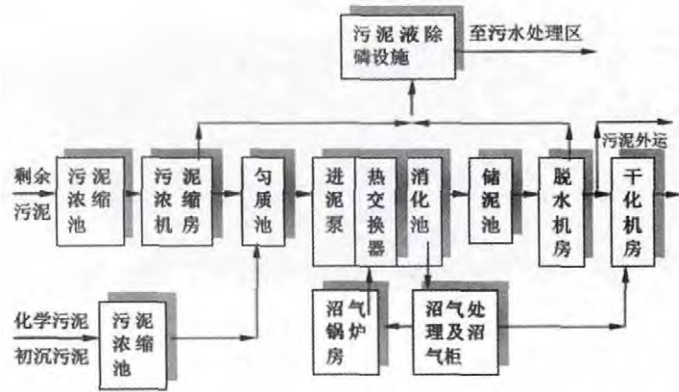 污泥液除
磷设施
至污水处理区
污泥外运
剩余
污泥
污泥
浓缩
池
污泥
浓缩
机房
匀
质
池
进
泥
泵
热
交
换
器
消
化
池
储
泥
池
脱
水
机
房
干
化
机
房
化学污泥
初沉污泥
污泥
浓缩
池
沼气
锅炉
房
沼气处
理及沼
气柜